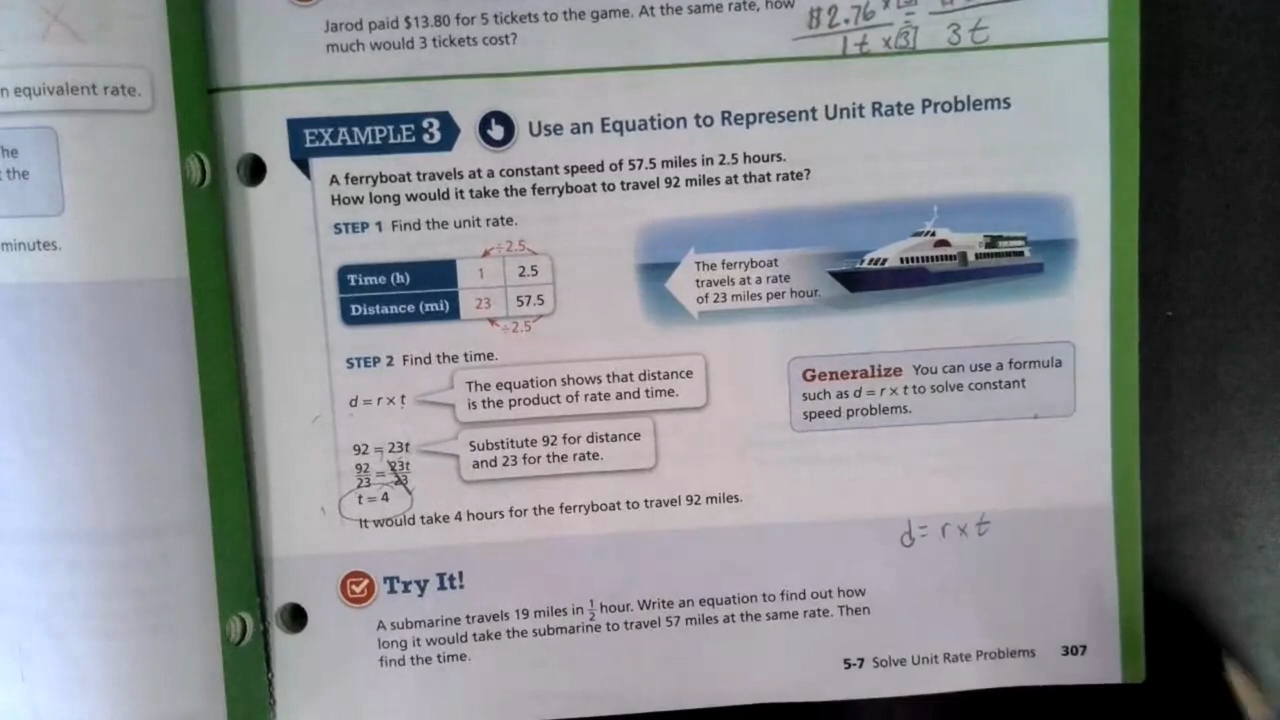 Jarod paid $13.80 for 5 tickets to the game. At the same rate, how
much would 3 tickets cost?
$2.76 × [3] =
1t × [3] 3t
n equivalent rate.
he
the
minutes.
EXAMPLE 3 Use an Equation to Represent Unit Rate Problems
A ferryboat travels at a constant speed of 57.5 miles in 2.5 hours.
How long would it take the ferryboat to travel 92 miles at that rate?
STEP 1 Find the unit rate.
÷2.5
Time (h) 1 2.5
Distance (mi) 23 57.5
÷2.5
The ferryboat
travels at a rate
of 23 miles per hour.
STEP 2 Find the time.
d = r × t
The equation shows that distance
is the product of rate and time.
Generalize You can use a formula
such as d = r × t to solve constant
speed problems.
92 = 23t
Substitute 92 for distance
and 23 for the rate.
92/23 = 23t/23
t = 4
It would take 4 hours for the ferryboat to travel 92 miles.
d = r × t
Try It!
A submarine travels 19 miles in 1/2 hour. Write an equation to find out how
long it would take the submarine to travel 57 miles at the same rate. Then
find the time.
5-7 Solve Unit Rate Problems 307